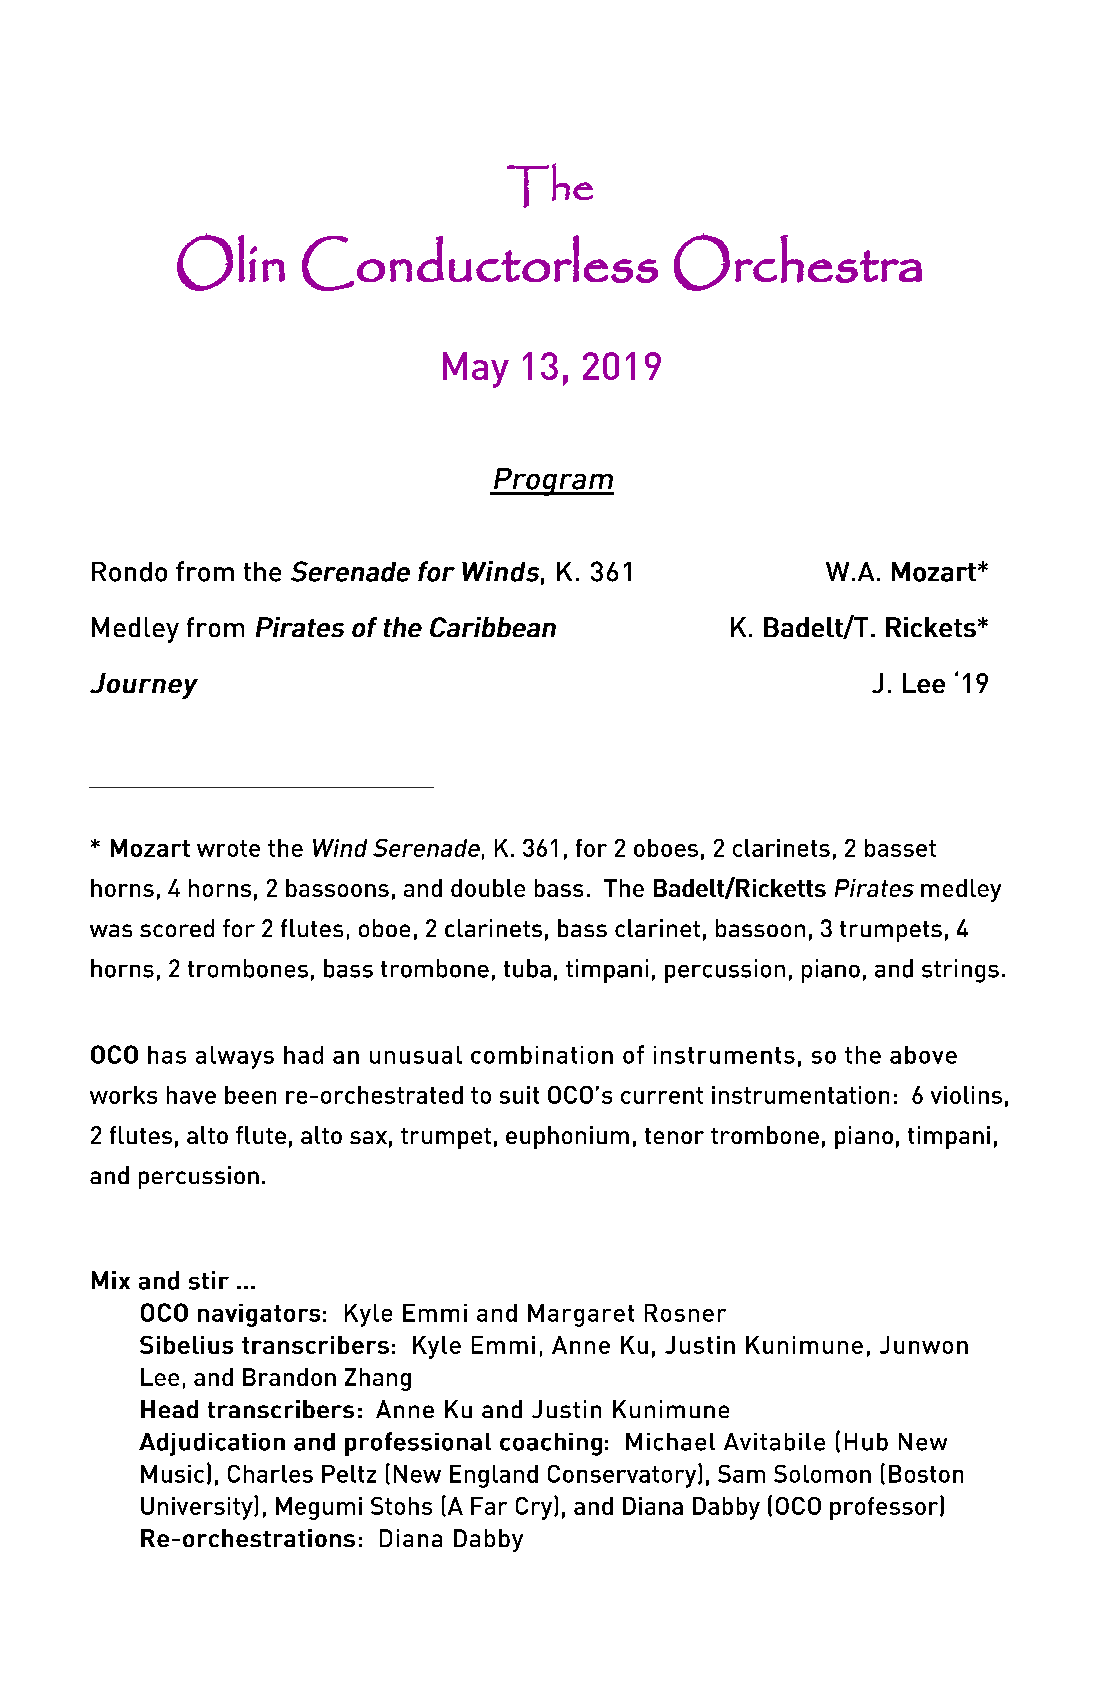 The
Olin Conductorless Orchestra
May 13, 2019
Program
Rondo from the Serenade for Winds, K. 361 W.A. Mozart*
Medley from Pirates of the Caribbean K. Badelt/T. Rickets*
Journey J. Lee ‘19
* Mozart wrote the Wind Serenade, K. 361, for 2 oboes, 2 clarinets, 2 basset
horns, 4 horns, 2 bassoons, and double bass. The Badelt/Ricketts Pirates medley
was scored for 2 flutes, oboe, 2 clarinets, bass clarinet, bassoon, 3 trumpets, 4
horns, 2 trombones, bass trombone, tuba, timpani, percussion, piano, and strings.
OCO has always had an unusual combination of instruments, so the above
works have been re-orchestrated to suit OCO’s current instrumentation: 6 violins,
2 flutes, alto flute, alto sax, trumpet, euphonium, tenor trombone, piano, timpani,
and percussion.
Mix and stir ...
OCO navigators: Kyle Emmi and Margaret Rosner
Sibelius transcribers: Kyle Emmi, Anne Ku, Justin Kunimune, Junwon
Lee, and Brandon Zhang
Head transcribers: Anne Ku and Justin Kunimune
Adjudication and professional coaching: Michael Avitabile (Hub New
Music), Charles Peltz (New England Conservatory), Sam Solomon (Boston
University), Megumi Stohs (A Far Cry), and Diana Dabby (OCO professor)
Re-orchestrations: Diana Dabby